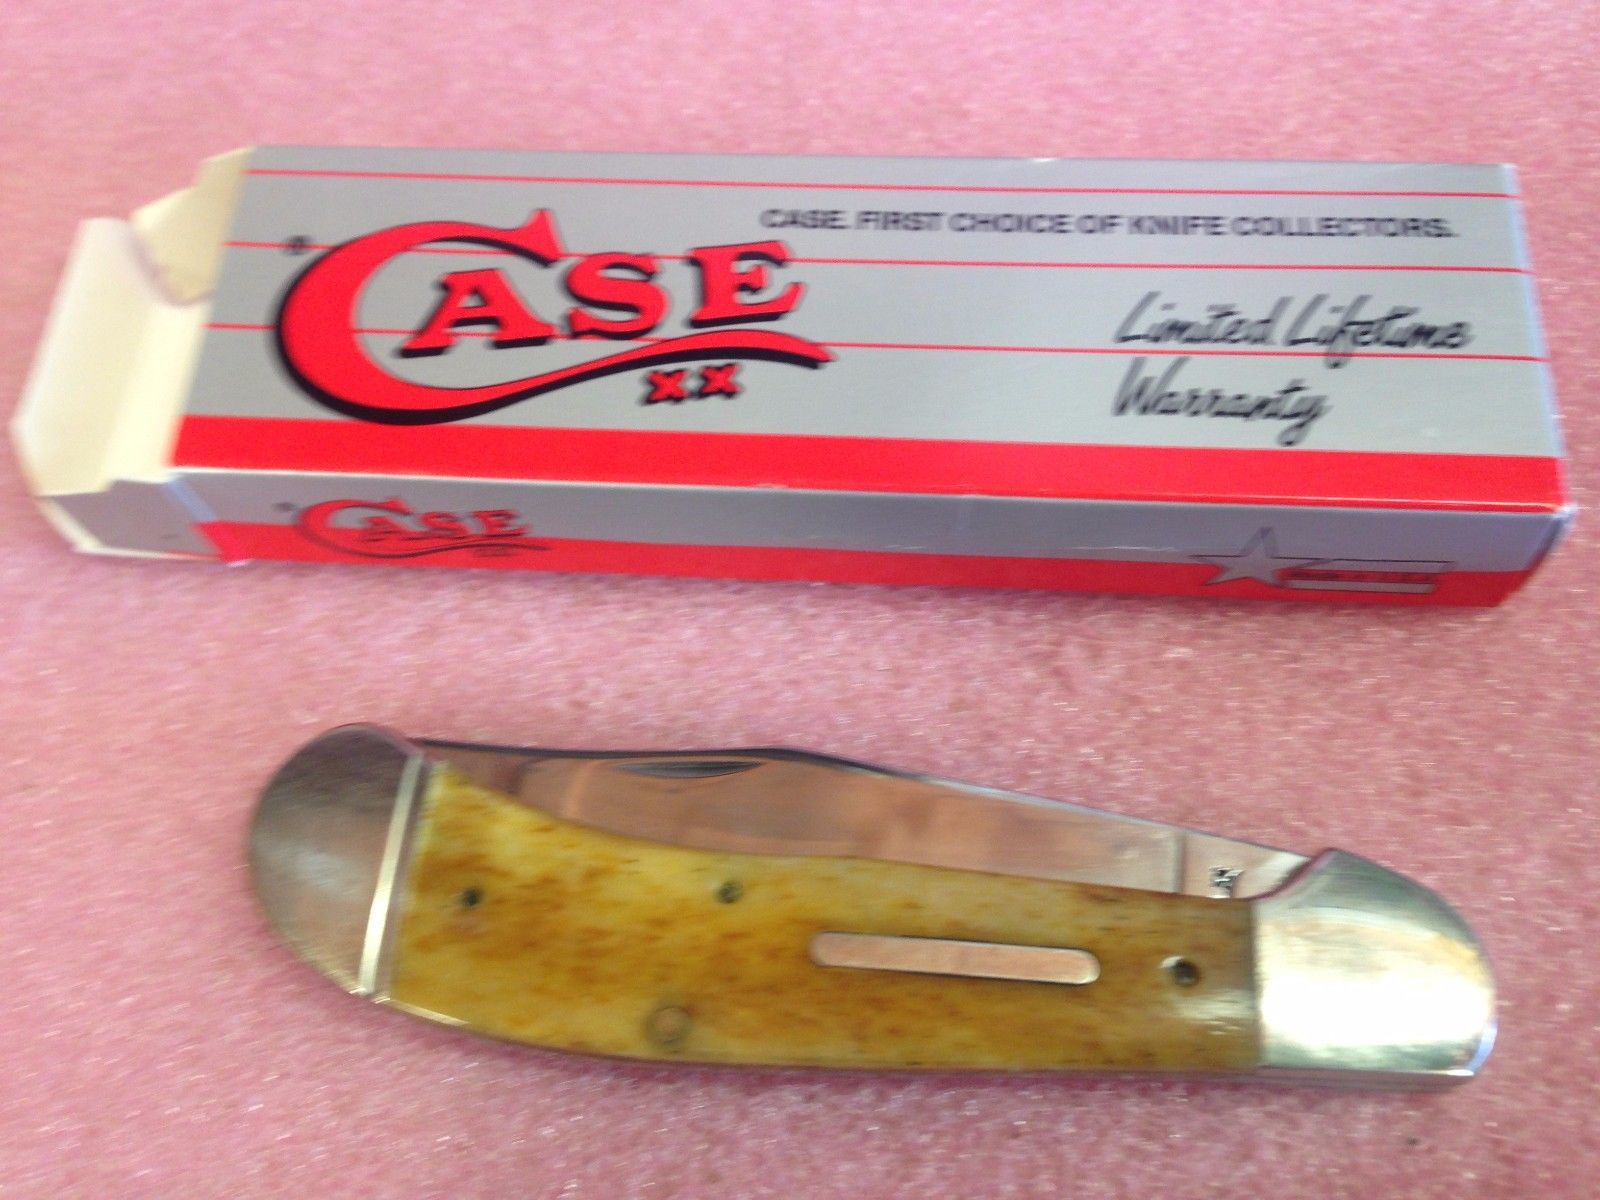 CASE. FIRST CHOICE OF KNIFE COLLECTORS.
®
CASE
XX
Limited Lifetime
Warranty
®
CASE